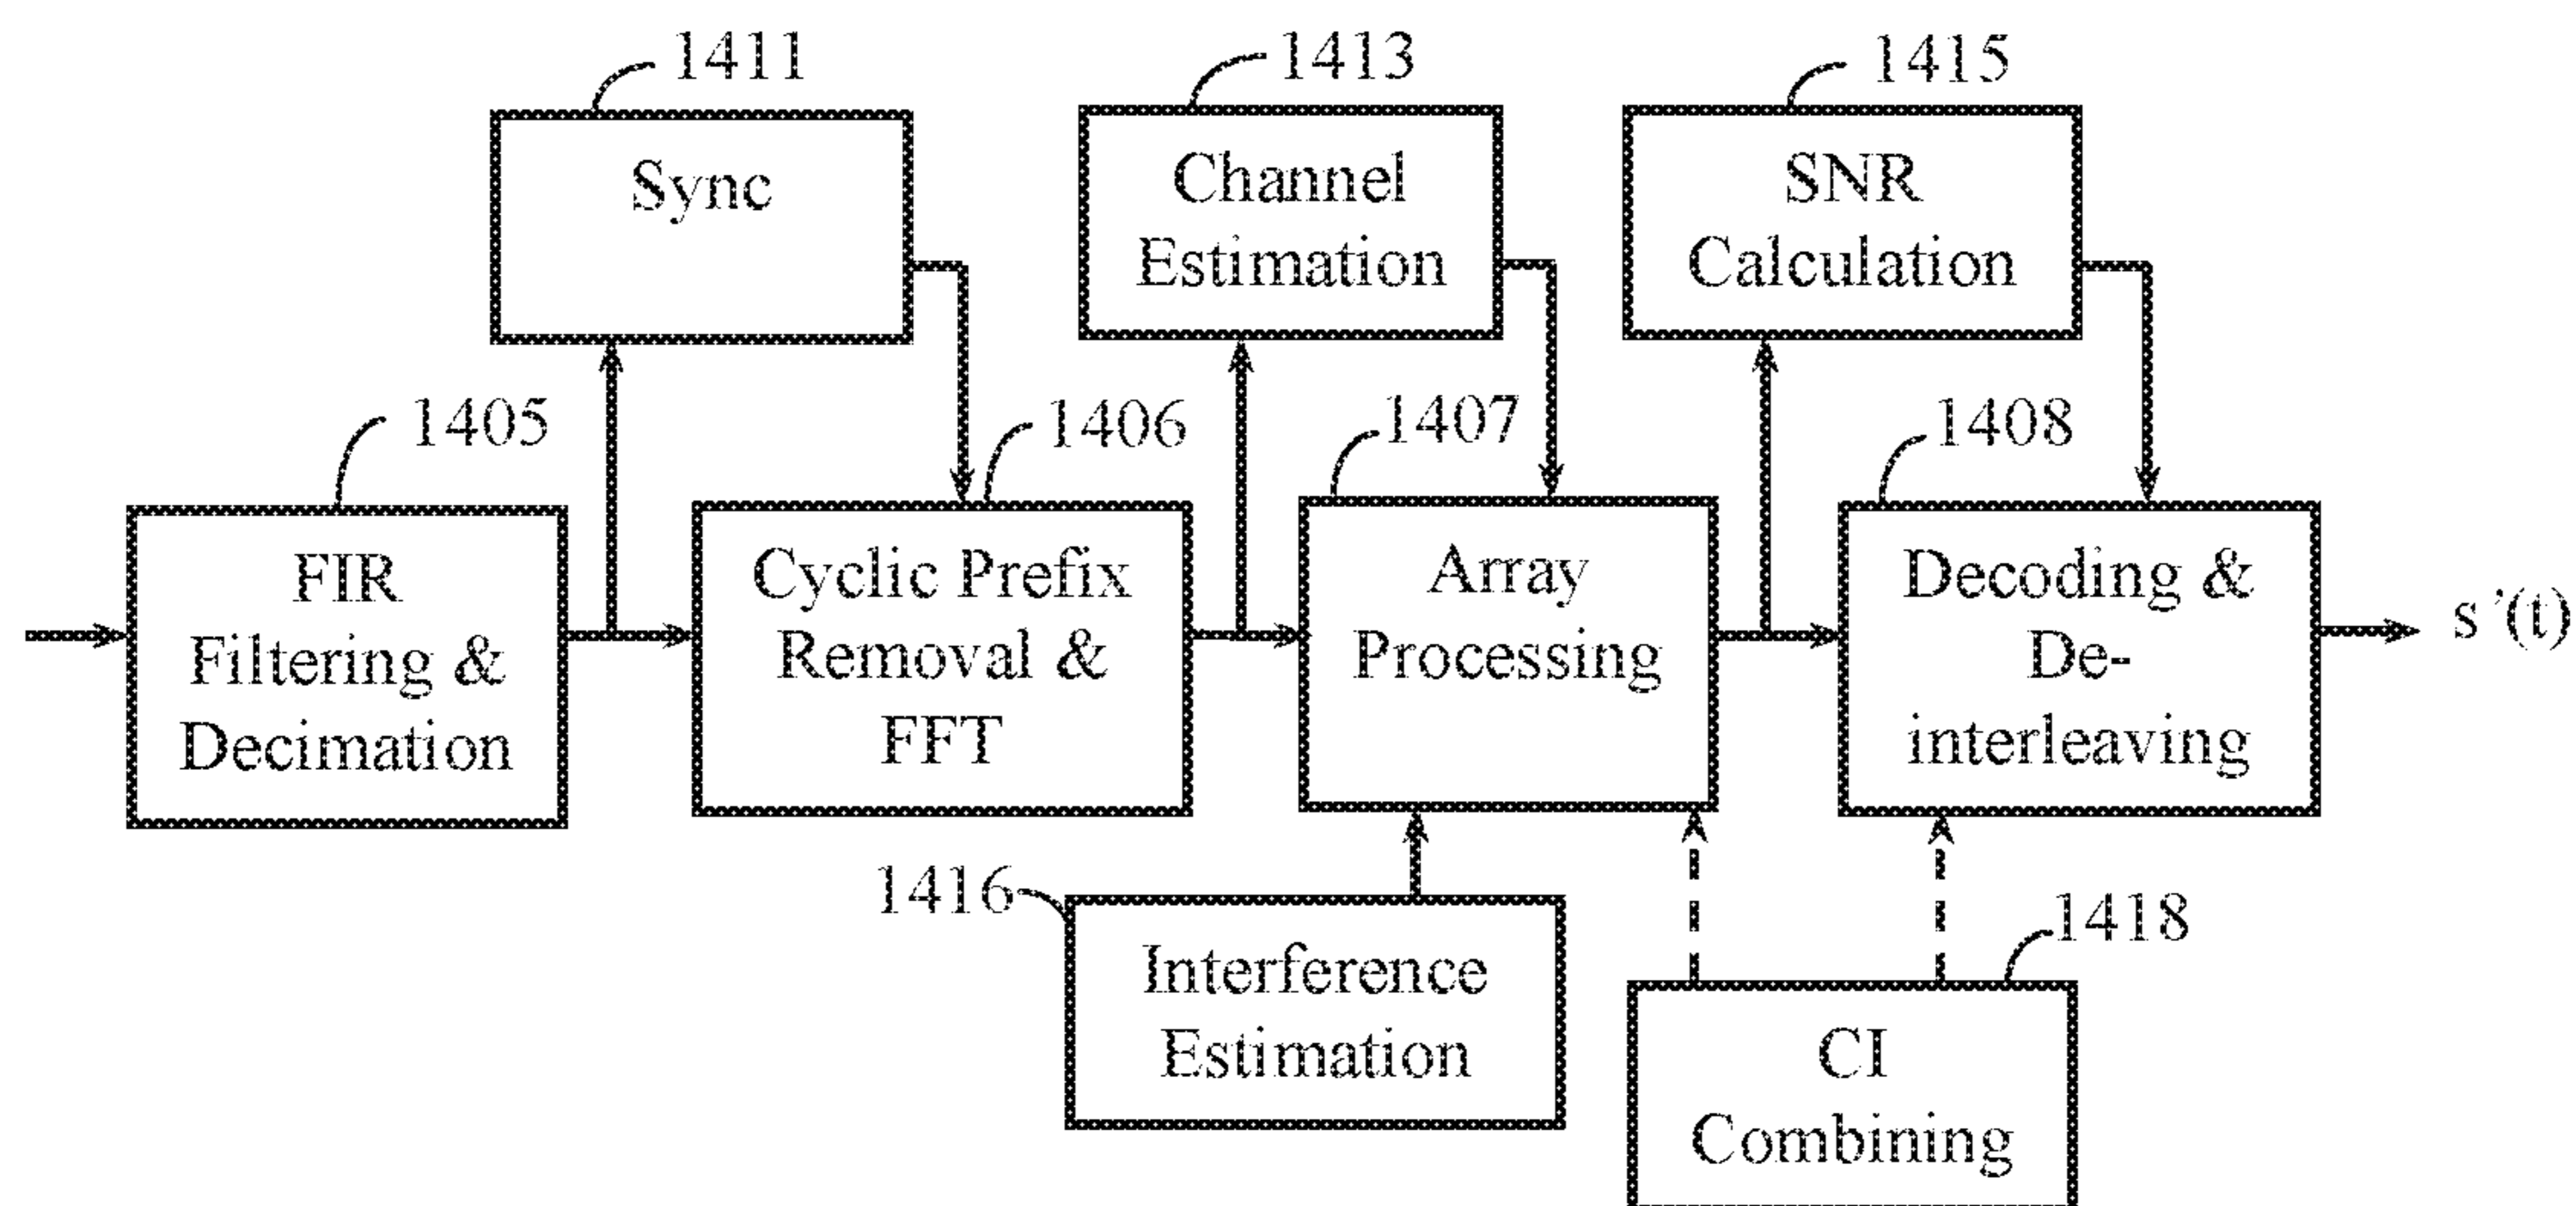 1411
1413
1415
Sync
Channel
Estimation
SNR
Calculation
1405
1406
1407
1408
FIR
Filtering &
Decimation
Cyclic Prefix
Removal &
FFT
Array
Processing
Decoding &
De-
interleaving
s'(t)
1416
Interference
Estimation
1418
CI
Combining